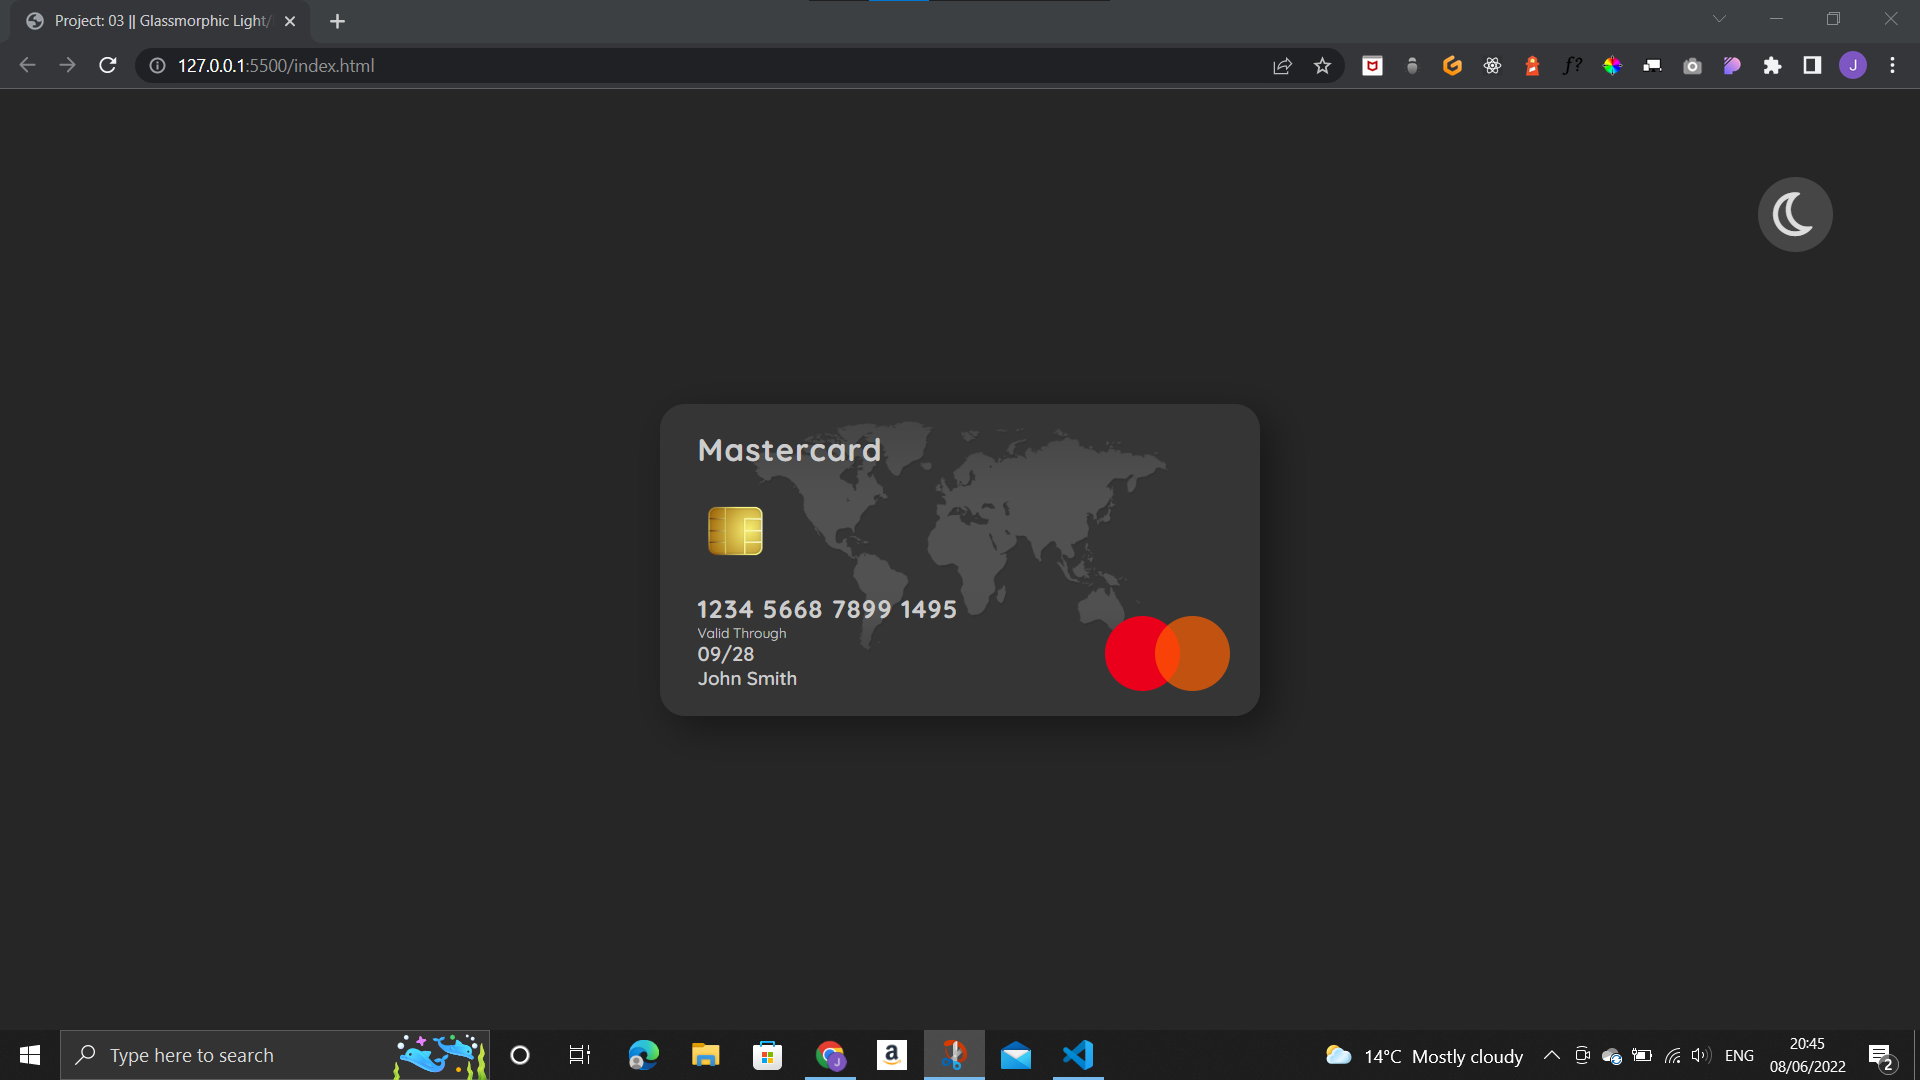 Project: 03 || Glassmorphic Light/
127.0.0.1:5500/index.html
f?
J
Mastercard
1234 5668 7899 1495
Valid Through
09/28
John Smith
Type here to search
J
a
14°C Mostly cloudy
ENG
20:45
08/06/2022
2